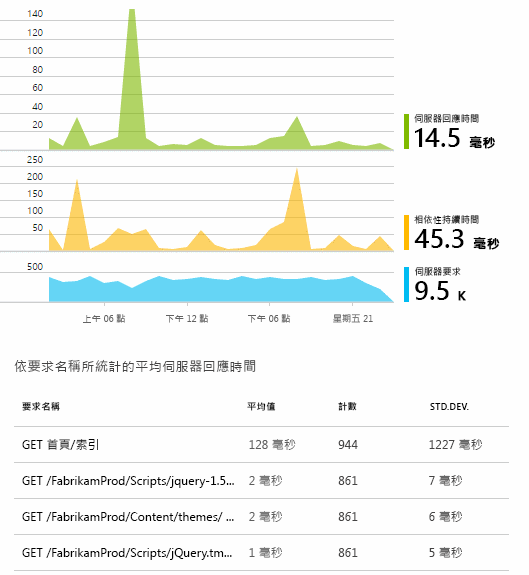 140
120
100
80
60
40
20
伺服器回應時間
14.5 毫秒
250
200
150
100
50
相依性持續時間
45.3 毫秒
500
伺服器要求
9.5 K
上午 06 點 下午 12 點 下午 06 點 星期五 21
依要求名稱所統計的平均伺服器回應時間
要求名稱 平均值 計數 STD.DEV.
GET 首頁/索引 128 毫秒 944 1227 毫秒
GET /FabrikamProd/Scripts/jquery-1.5... 2 毫秒 861 7 毫秒
GET /FabrikamProd/Content/themes/ ... 2 毫秒 861 6 毫秒
GET /FabrikamProd/Scripts/jQuery.tm... 1 毫秒 861 5 毫秒